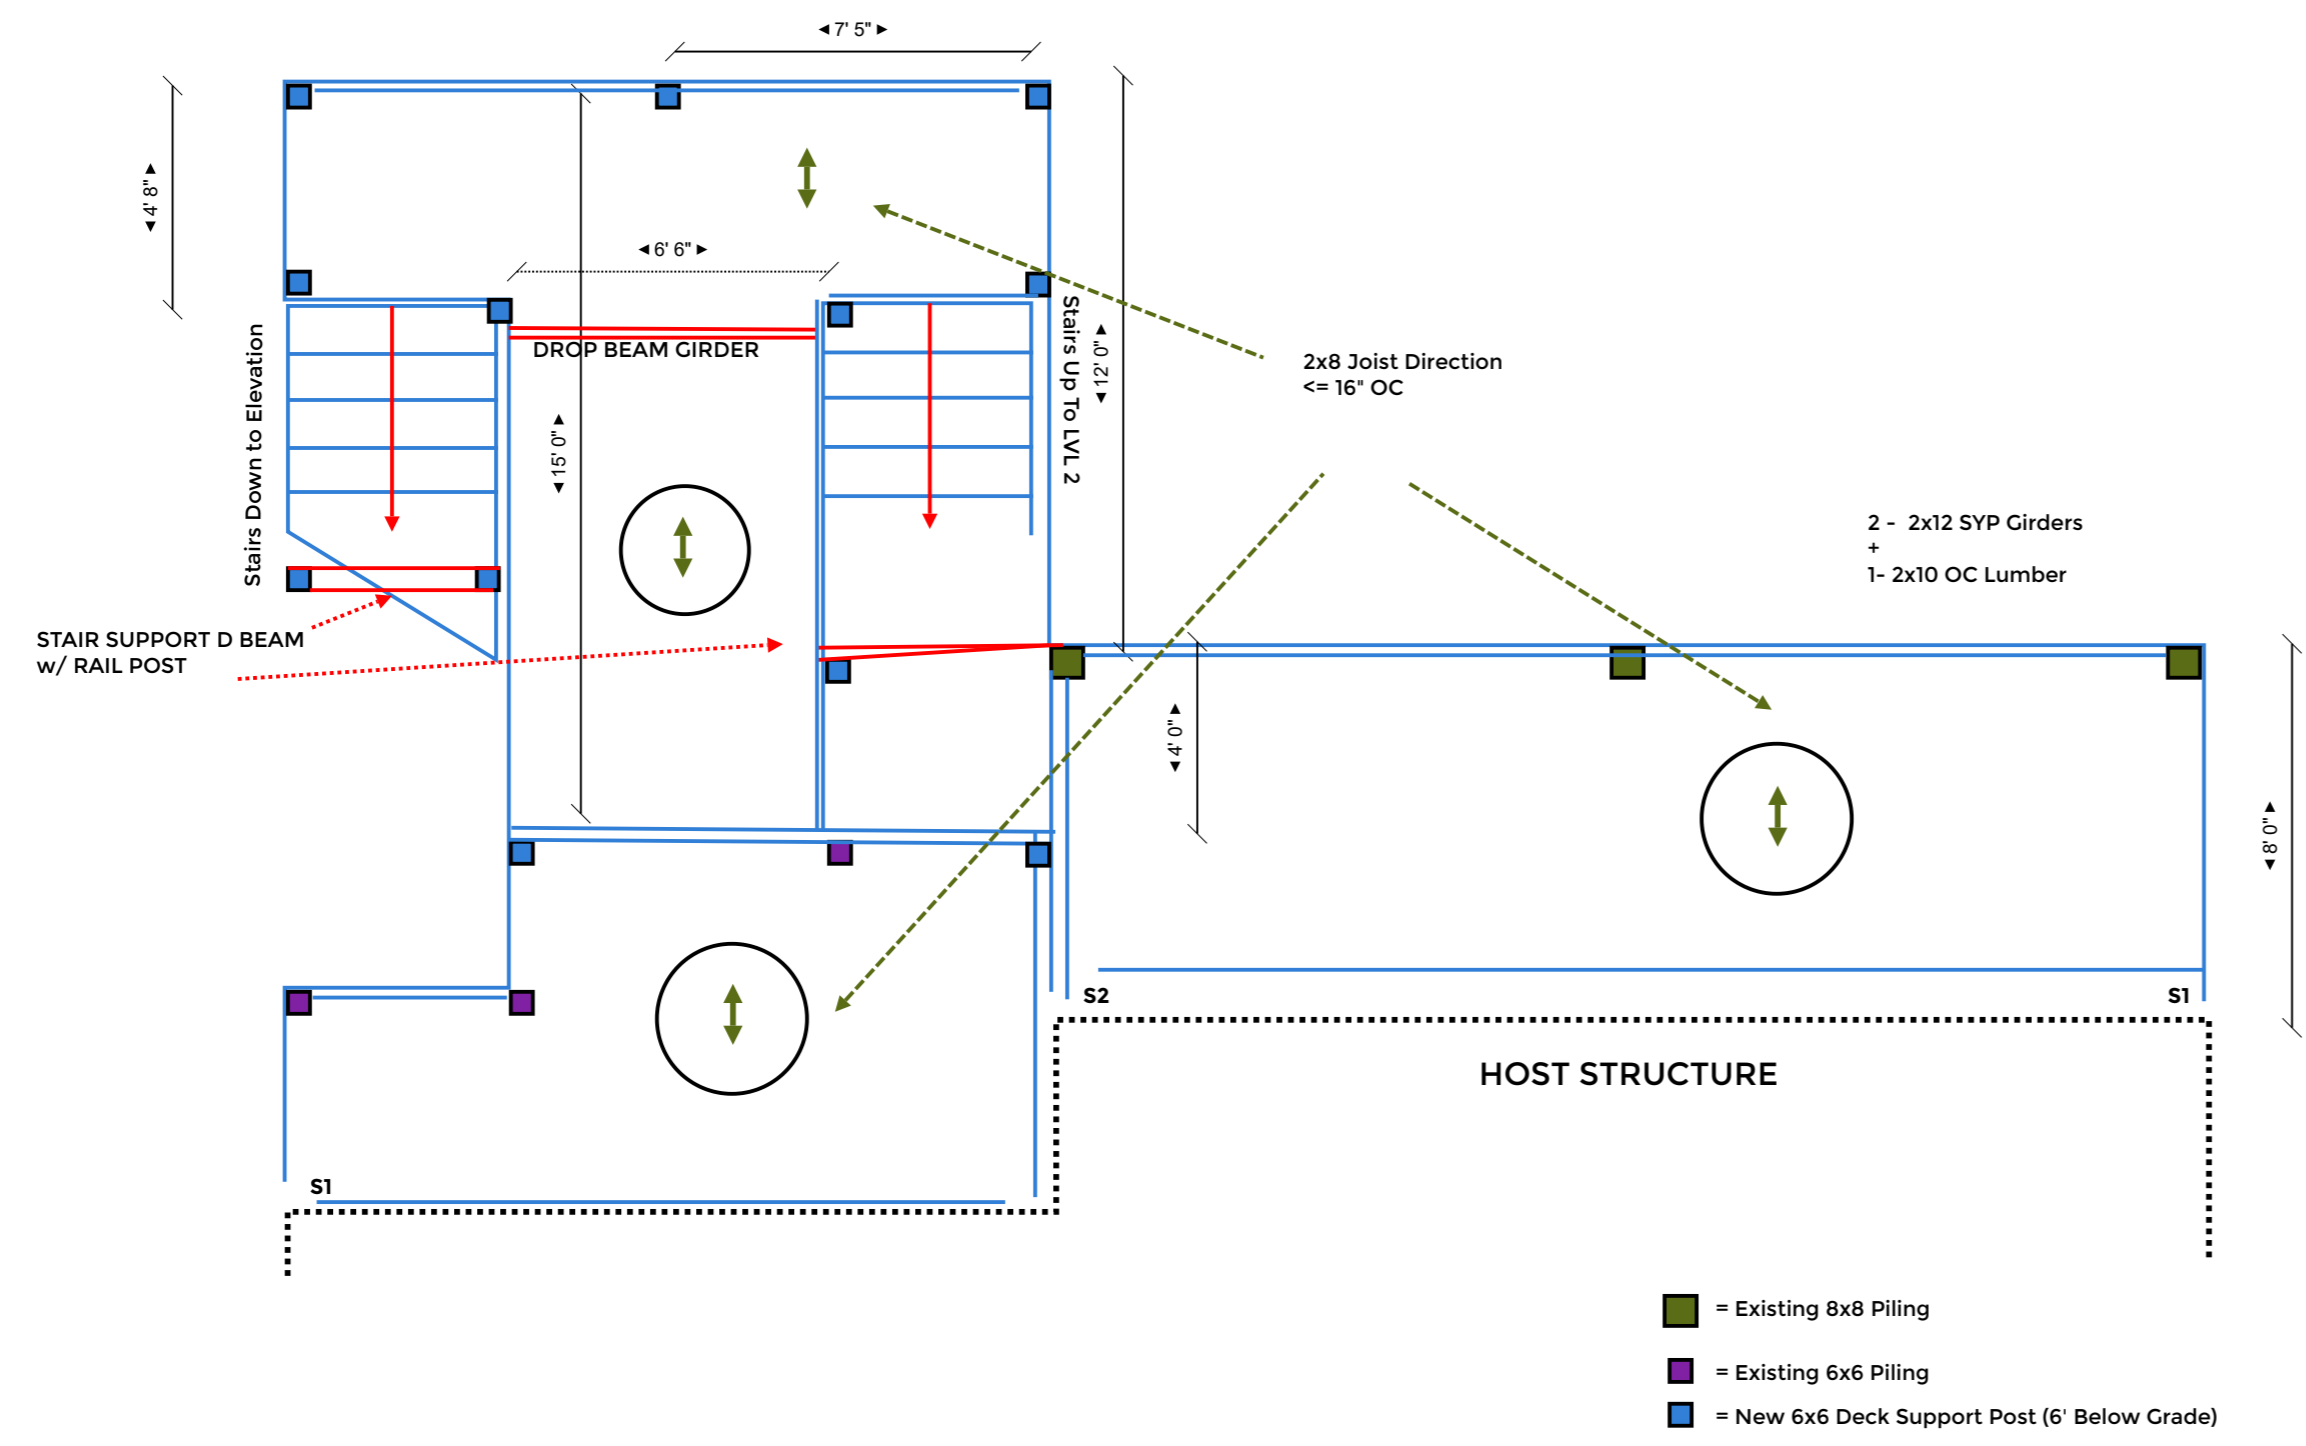 ◄ 7' 5" ►
◄ 4' 8" ►
◄ 6' 6" ►
Stairs Down to Elevation
DROP BEAM GIRDER
◄ 15' 0" ►
Stairs Up To LVL 2
◄ 12' 0" ►
2x8 Joist Direction
<= 16" OC
2 -  2x12 SYP Girders
+
1- 2x10 OC Lumber
STAIR SUPPORT D BEAM
w/ RAIL POST
◄ 4' 0" ►
◄ 8' 0" ►
S2
S1
HOST STRUCTURE
S1
= Existing 8x8 Piling
= Existing 6x6 Piling
= New 6x6 Deck Support Post (6' Below Grade)